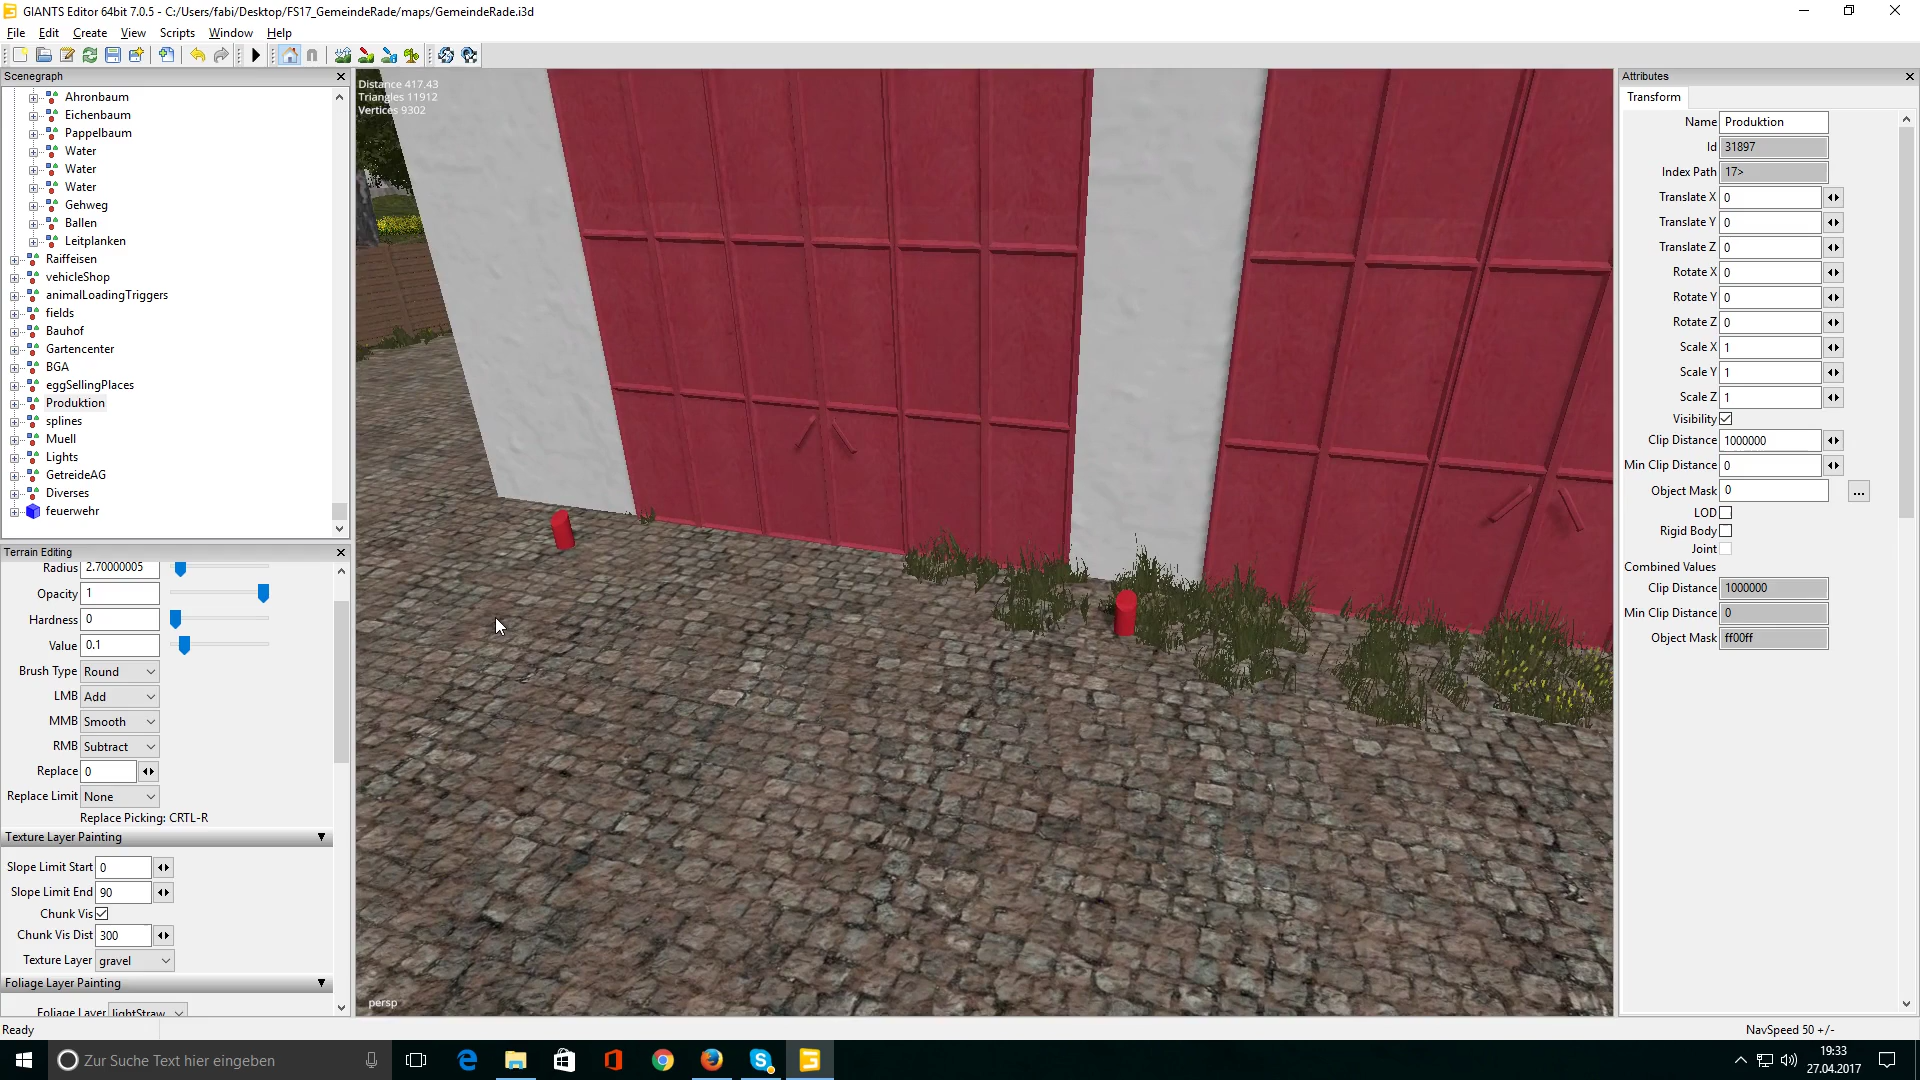 GIANTS Editor 64bit 7.0.5 - C:/Users/fabi/Desktop/FS17_GemeindeRade/maps/GemeindeRade.i3d
File Edit Create View Scripts Window Help
Scenegraph
Ahronbaum
Eichenbaum
Pappelbaum
Water
Water
Water
Gehweg
Ballen
Leitplanken
Raiffeisen
vehicleShop
animalLoadingTriggers
fields
Bauhof
Gartencenter
BGA
eggSellingPlaces
Produktion
splines
Muell
Lights
GetreideAG
Diverses
feuerwehr
Terrain Editing
Radius 2.70000005
Opacity 1
Hardness 0
Value 0.1
Brush Type Round
LMB Add
MMB Smooth
RMB Subtract
Replace 0
Replace Limit None
Replace Picking: CRTL-R
Texture Layer Painting
Slope Limit Start 0
Slope Limit End 90
Chunk Vis
Chunk Vis Dist 300
Texture Layer gravel
Foliage Layer Painting
Foliage Layer lightStraw
Ready
Distance 417.43
Triangles 11912
Vertices 9302
persp
Attributes
Transform
Name Produktion
Id 31897
Index Path 17>
Translate X 0
Translate Y 0
Translate Z 0
Rotate X 0
Rotate Y 0
Rotate Z 0
Scale X 1
Scale Y 1
Scale Z 1
Visibility
Clip Distance 1000000
Min Clip Distance 0
Object Mask 0 ...
LOD
Rigid Body
Joint
Combined Values
Clip Distance 1000000
Min Clip Distance 0
Object Mask ff00ff
NavSpeed 50 +/-
Zur Suche Text hier eingeben
19:33
27.04.2017